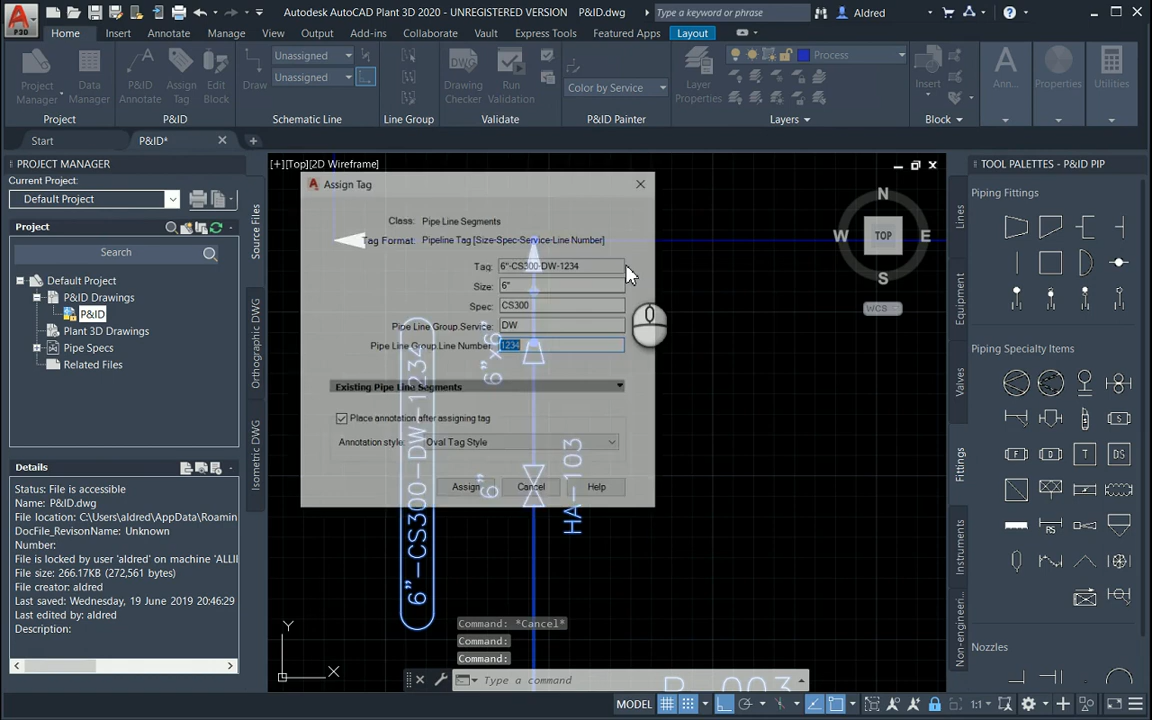 Autodesk AutoCAD Plant 3D 2020 - UNREGISTERED VERSION P&ID.dwg
Type a keyword or phrase
Aldred
P3D
Home Insert Annotate Manage View Output Add-ins Collaborate Vault Express Tools Featured Apps Layout
Project Manager
Data Manager
P&ID Annotate
Assign Tag
Edit Block
Draw
Unassigned
Unassigned
Drawing Checker
Run Validation
Color by Service
Layer Properties
Process
Insert
Ann...
Properties
Utilities
Project P&ID Schematic Line Line Group Validate P&ID Painter Layers Block
Start P&ID*
PROJECT MANAGER
Current Project:
Default Project
Project
Search
Default Project
P&ID Drawings
P&ID
Plant 3D Drawings
Pipe Specs
Related Files
Details
Status: File is accessible
Name: P&ID.dwg
File location: C:\Users\aldred\AppData\Roamin
DocFile_RevisonName: Unknown
Number:
File is locked by user 'aldred' on machine 'ALLII
File size: 266.17KB (272,561 bytes)
File creator: aldred
Last saved: Wednesday, 19 June 2019 20:46:29
Last edited by: aldred
Description:
Source Files
Orthographic DWG
Isometric DWG
[+][Top][2D Wireframe]
Assign Tag
Class: Pipe Line Segments
Tag Format: Pipeline Tag [Size-Spec-Service-Line Number]
Tag: 6"-CS300-DW-1234
Size: 6"
Spec: CS300
Pipe Line Group.Service: DW
Pipe Line Group.Line Number: 1234
Existing Pipe Line Segments
Place annotation after assigning tag
Annotation style: Oval Tag Style
Assign Cancel Help
6"-CS300-DW-1234
6"x6"
6"
HA-103
P-003
N
W TOP E
S
WCS
Command: *Cancel*
Command:
Command:
Type a command
Y
X
MODEL
1:1
TOOL PALETTES - P&ID PIP
Lines
Equipment
Valves
Fittings
Instruments
Non-engineeri...
Piping Fittings
Piping Specialty Items
S
F D T DS
RS
Nozzles